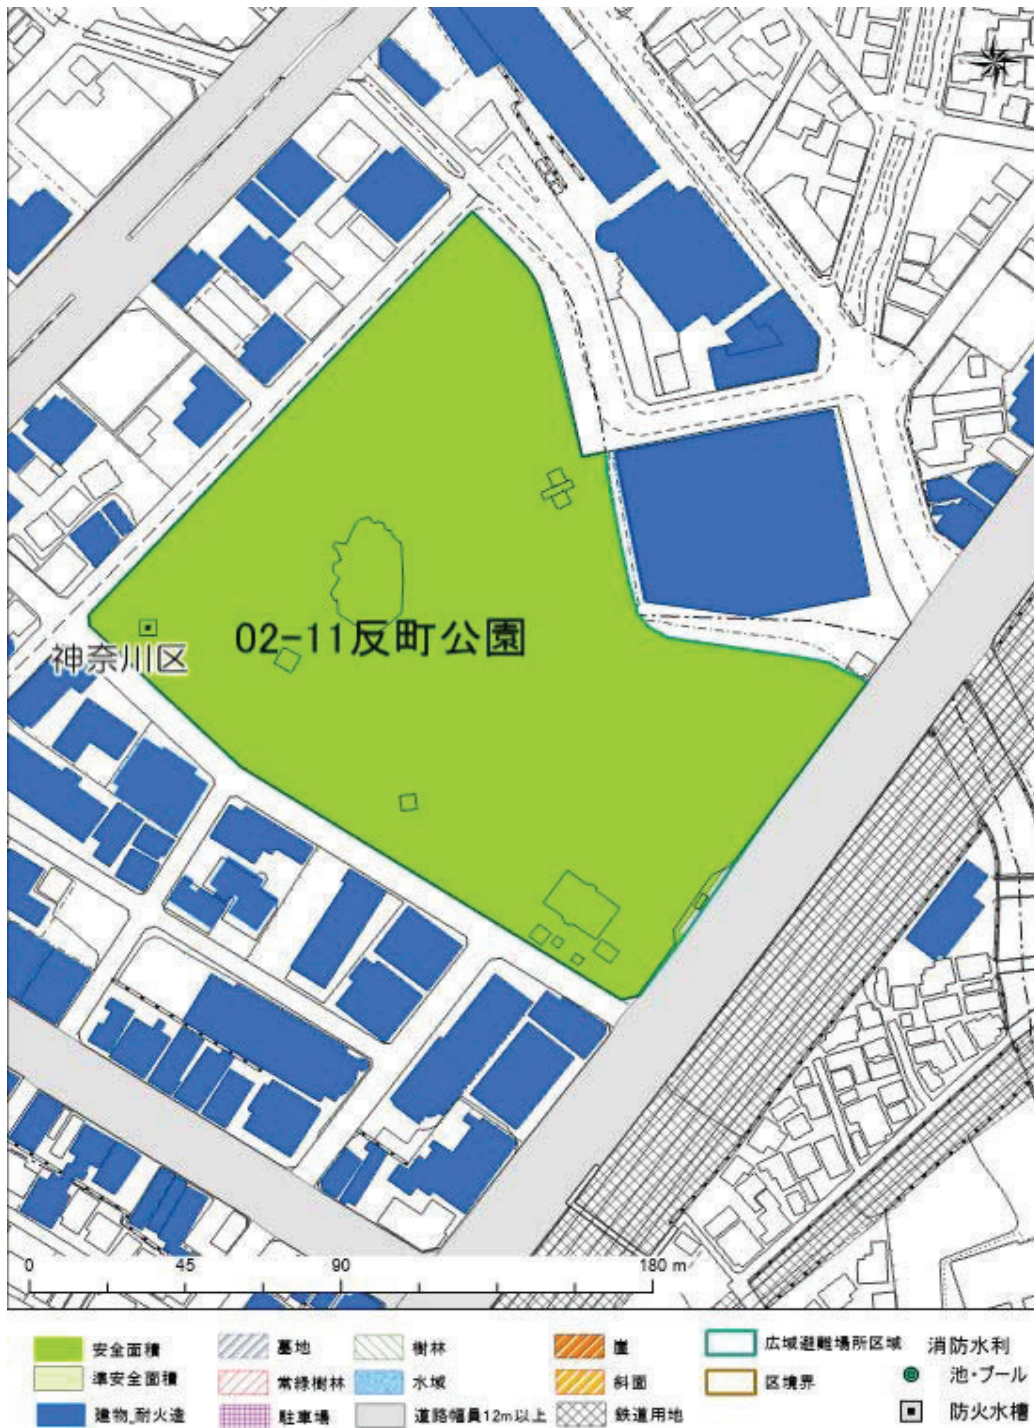 02-11反町公園
神奈川区
0 45 90 180 m
安全面積 墓地 樹林 崖 広域避難場所区域 消防水利
準安全面積 常緑樹林 水域 斜面 区境界 池・プール
建物_耐火造 駐車場 道路幅員12m以上 鉄道用地 防火水槽